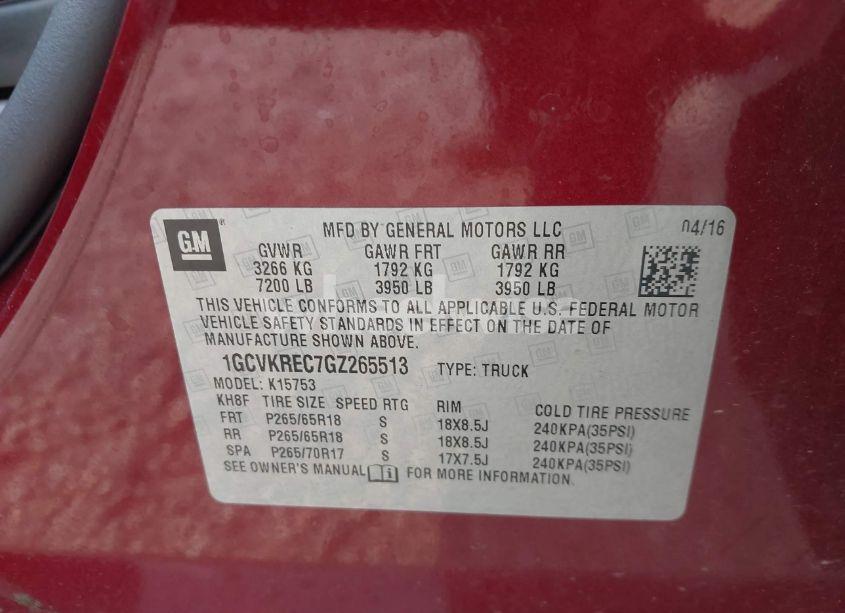 GM
MFD BY GENERAL MOTORS LLC 04/16
GVWR GAWR FRT GAWR RR
3266 KG 1792 KG 1792 KG
7200 LB 3950 LB 3950 LB
THIS VEHICLE CONFORMS TO ALL APPLICABLE U.S. FEDERAL MOTOR
VEHICLE SAFETY STANDARDS IN EFFECT ON THE DATE OF
MANUFACTURE SHOWN ABOVE.
1GCVKREC7GZ265513 TYPE: TRUCK
MODEL: K15753
KH8F TIRE SIZE SPEED RTG RIM COLD TIRE PRESSURE
FRT P265/65R18 S 18X8.5J 240KPA(35PSI)
RR P265/65R18 S 18X8.5J 240KPA(35PSI)
SPA P265/70R17 S 17X7.5J 240KPA(35PSI)
SEE OWNER'S MANUAL FOR MORE INFORMATION.